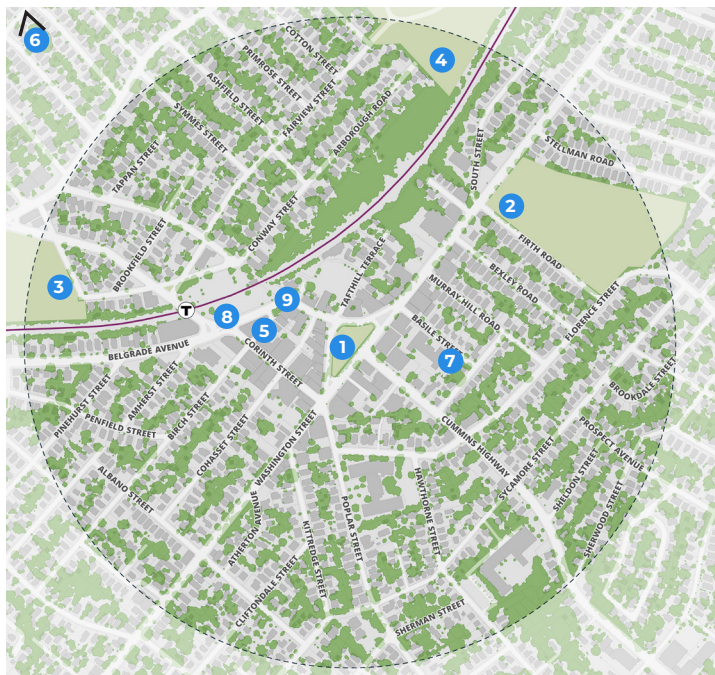 6
COTTON STREET
PRIMROSE STREET
4
ASHFIELD STREET
FAIRVIEW STREET
SYMMES STREET
ARBOROUGH ROAD
TAPPAN STREET
SOUTH STREET
STELLMAN ROAD
2
CONWAY STREET
BROOKFIELD STREET
FIRTH ROAD
TAFTHILL TERRACE
BEXLEY ROAD
3
MURRAY HILL ROAD
FLORENCE STREET
9
T
8
5
BASILE STREET
1
BELGRADE AVENUE
CORINTH STREET
7
PINEHURST STREET
AMHERST STREET
BROOKDALE STREET
PENFIELD STREET
BIRCH STREET
COHASSET STREET
WASHINGTON STREET
CUMMINS HIGHWAY
PROSPECT AVENUE
ALBANO STREET
SYCAMORE STREET
SHELDON STREET
HAWTHORNE STREET
SHERWOOD STREET
ATHERTON AVENUE
POPLAR STREET
KITTREDGE STREET
CLIFTONDALE STREET
SHERMAN STREET